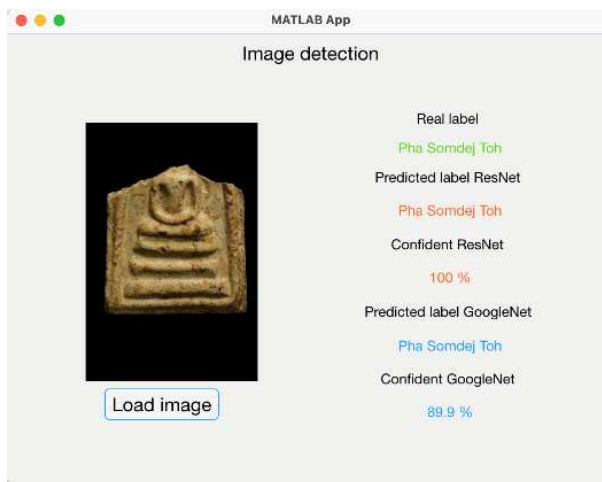 MATLAB App
Image detection
Real label
Pha Somdej Toh
Predicted label ResNet
Pha Somdej Toh
Confident ResNet
100 %
Predicted label GoogleNet
Pha Somdej Toh
Confident GoogleNet
89.9 %
Load image